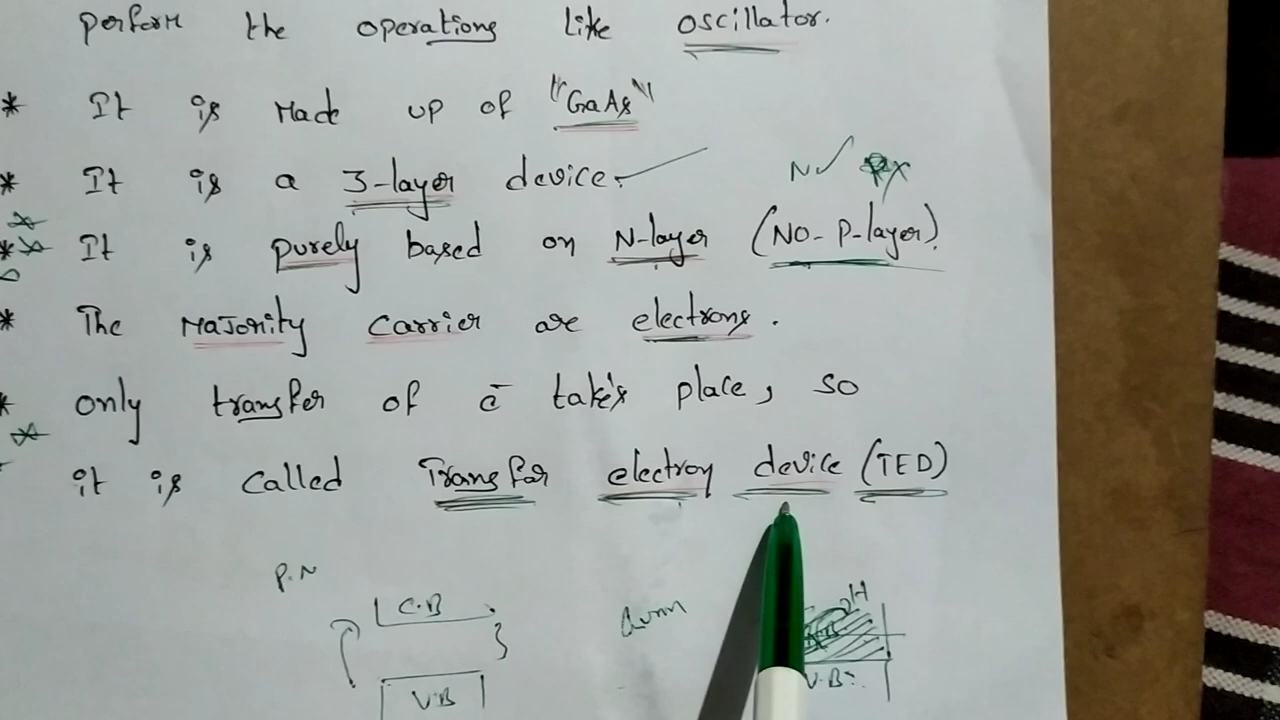 perform the operations like oscillator.
* It is Made up of "GaAs"
* It is a 3-layer device. N✓
* It is purely based on N-layer (NO-P-layer).
* The Majority Carrier are electrons.
* only transfer of e̅ take's place, so
it is Called Transfer electron device (TED)
P.N
C.B Gunn
V.B V.B